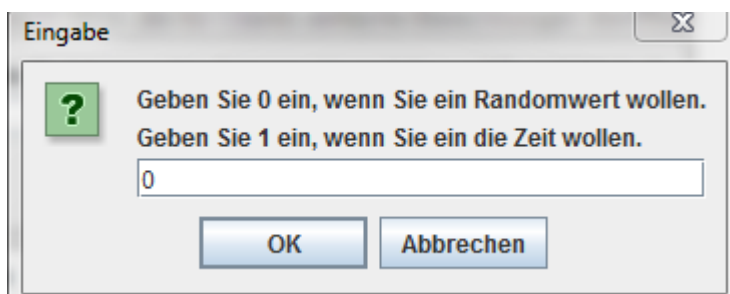 Eingabe
Geben Sie 0 ein, wenn Sie ein Randomwert wollen.
Geben Sie 1 ein, wenn Sie ein die Zeit wollen.
0
OK Abbrechen